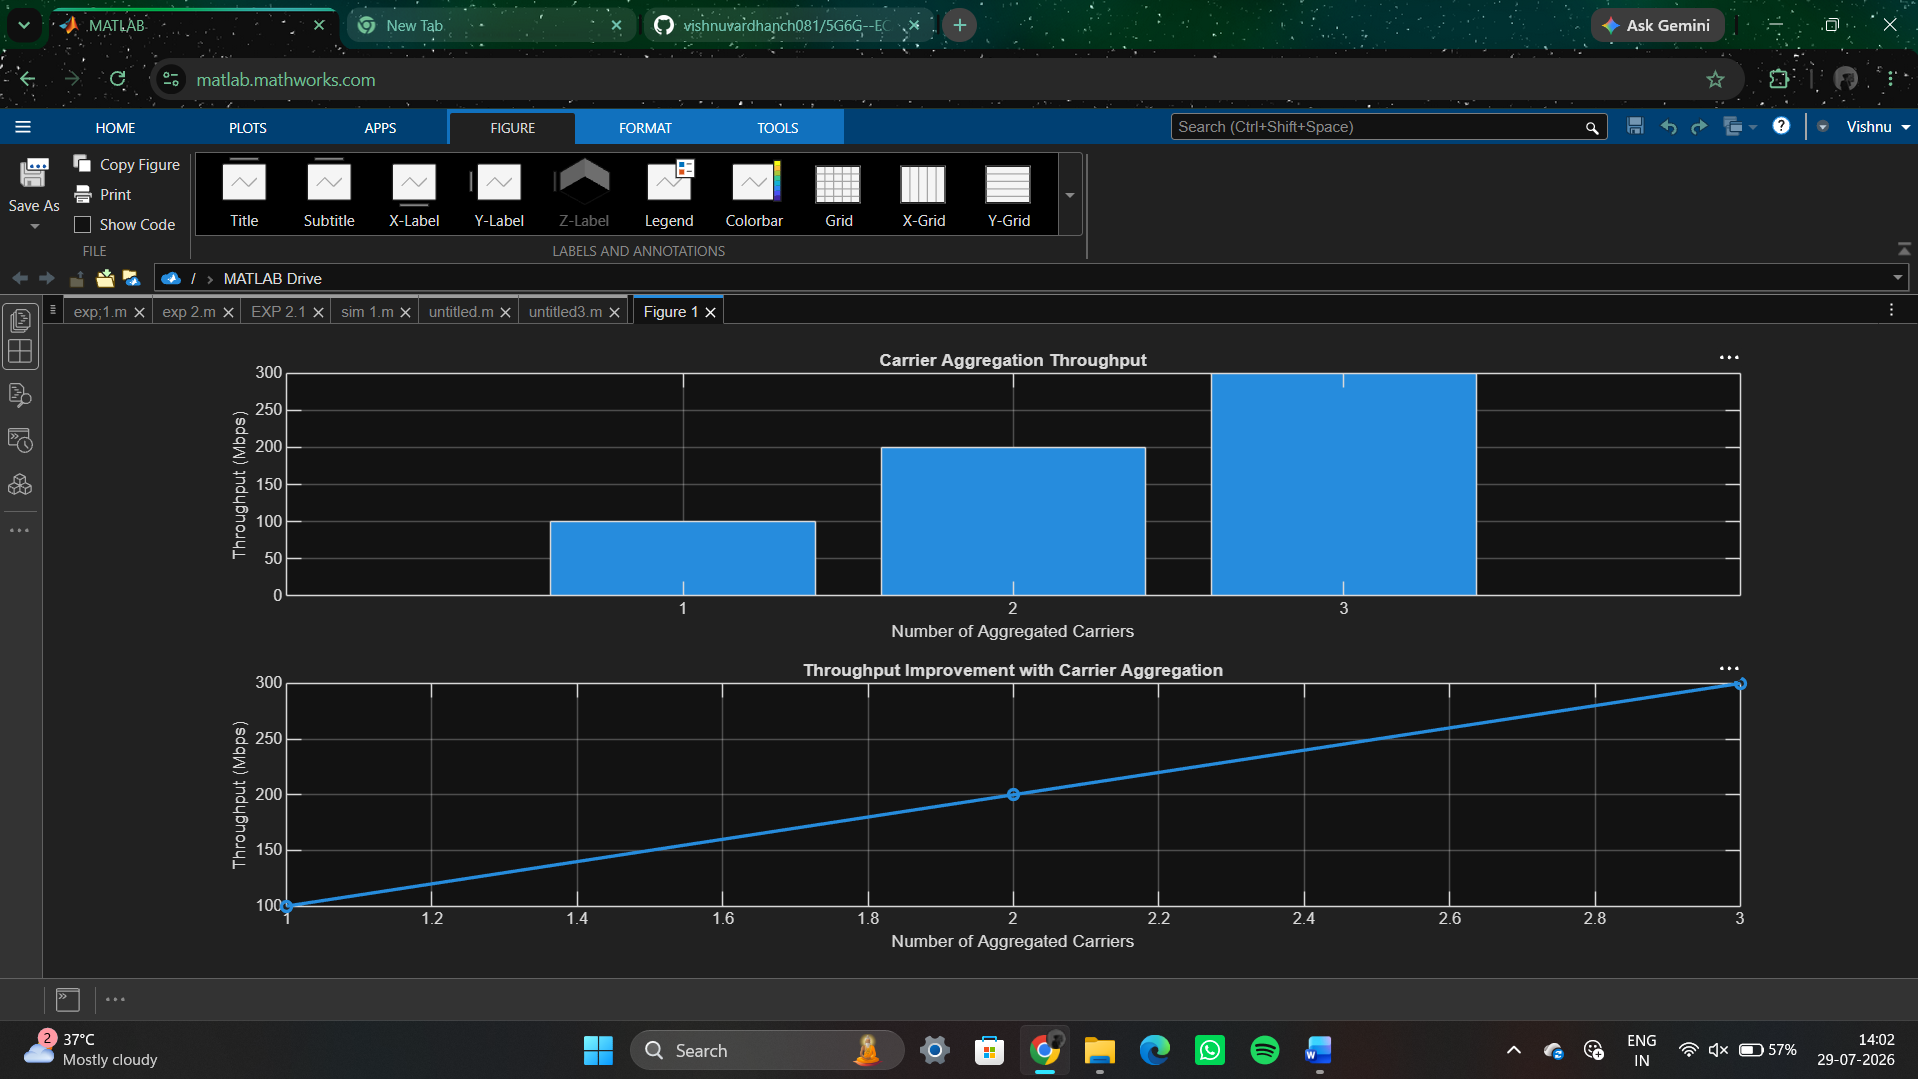 MATLAB
New Tab
vishnuvardhanch081/5G6G--EC
Ask Gemini
matlab.mathworks.com
HOME
PLOTS
APPS
FIGURE
FORMAT
TOOLS
Search (Ctrl+Shift+Space)
Vishnu
Save As
Copy Figure
Print
Show Code
FILE
Title
Subtitle
X-Label
Y-Label
Z-Label
Legend
Colorbar
Grid
X-Grid
Y-Grid
LABELS AND ANNOTATIONS
/ › MATLAB Drive
exp;1.m
exp 2.m
EXP 2.1
sim 1.m
untitled.m
untitled3.m
Figure 1
Carrier Aggregation Throughput
Throughput (Mbps)
300
250
200
150
100
50
0
1 2 3
Number of Aggregated Carriers
Throughput Improvement with Carrier Aggregation
Throughput (Mbps)
300
250
200
150
100
1 1.2 1.4 1.6 1.8 2 2.2 2.4 2.6 2.8 3
Number of Aggregated Carriers
2
37°C
Mostly cloudy
Search
ENG
IN
57%
14:02
29-07-2026